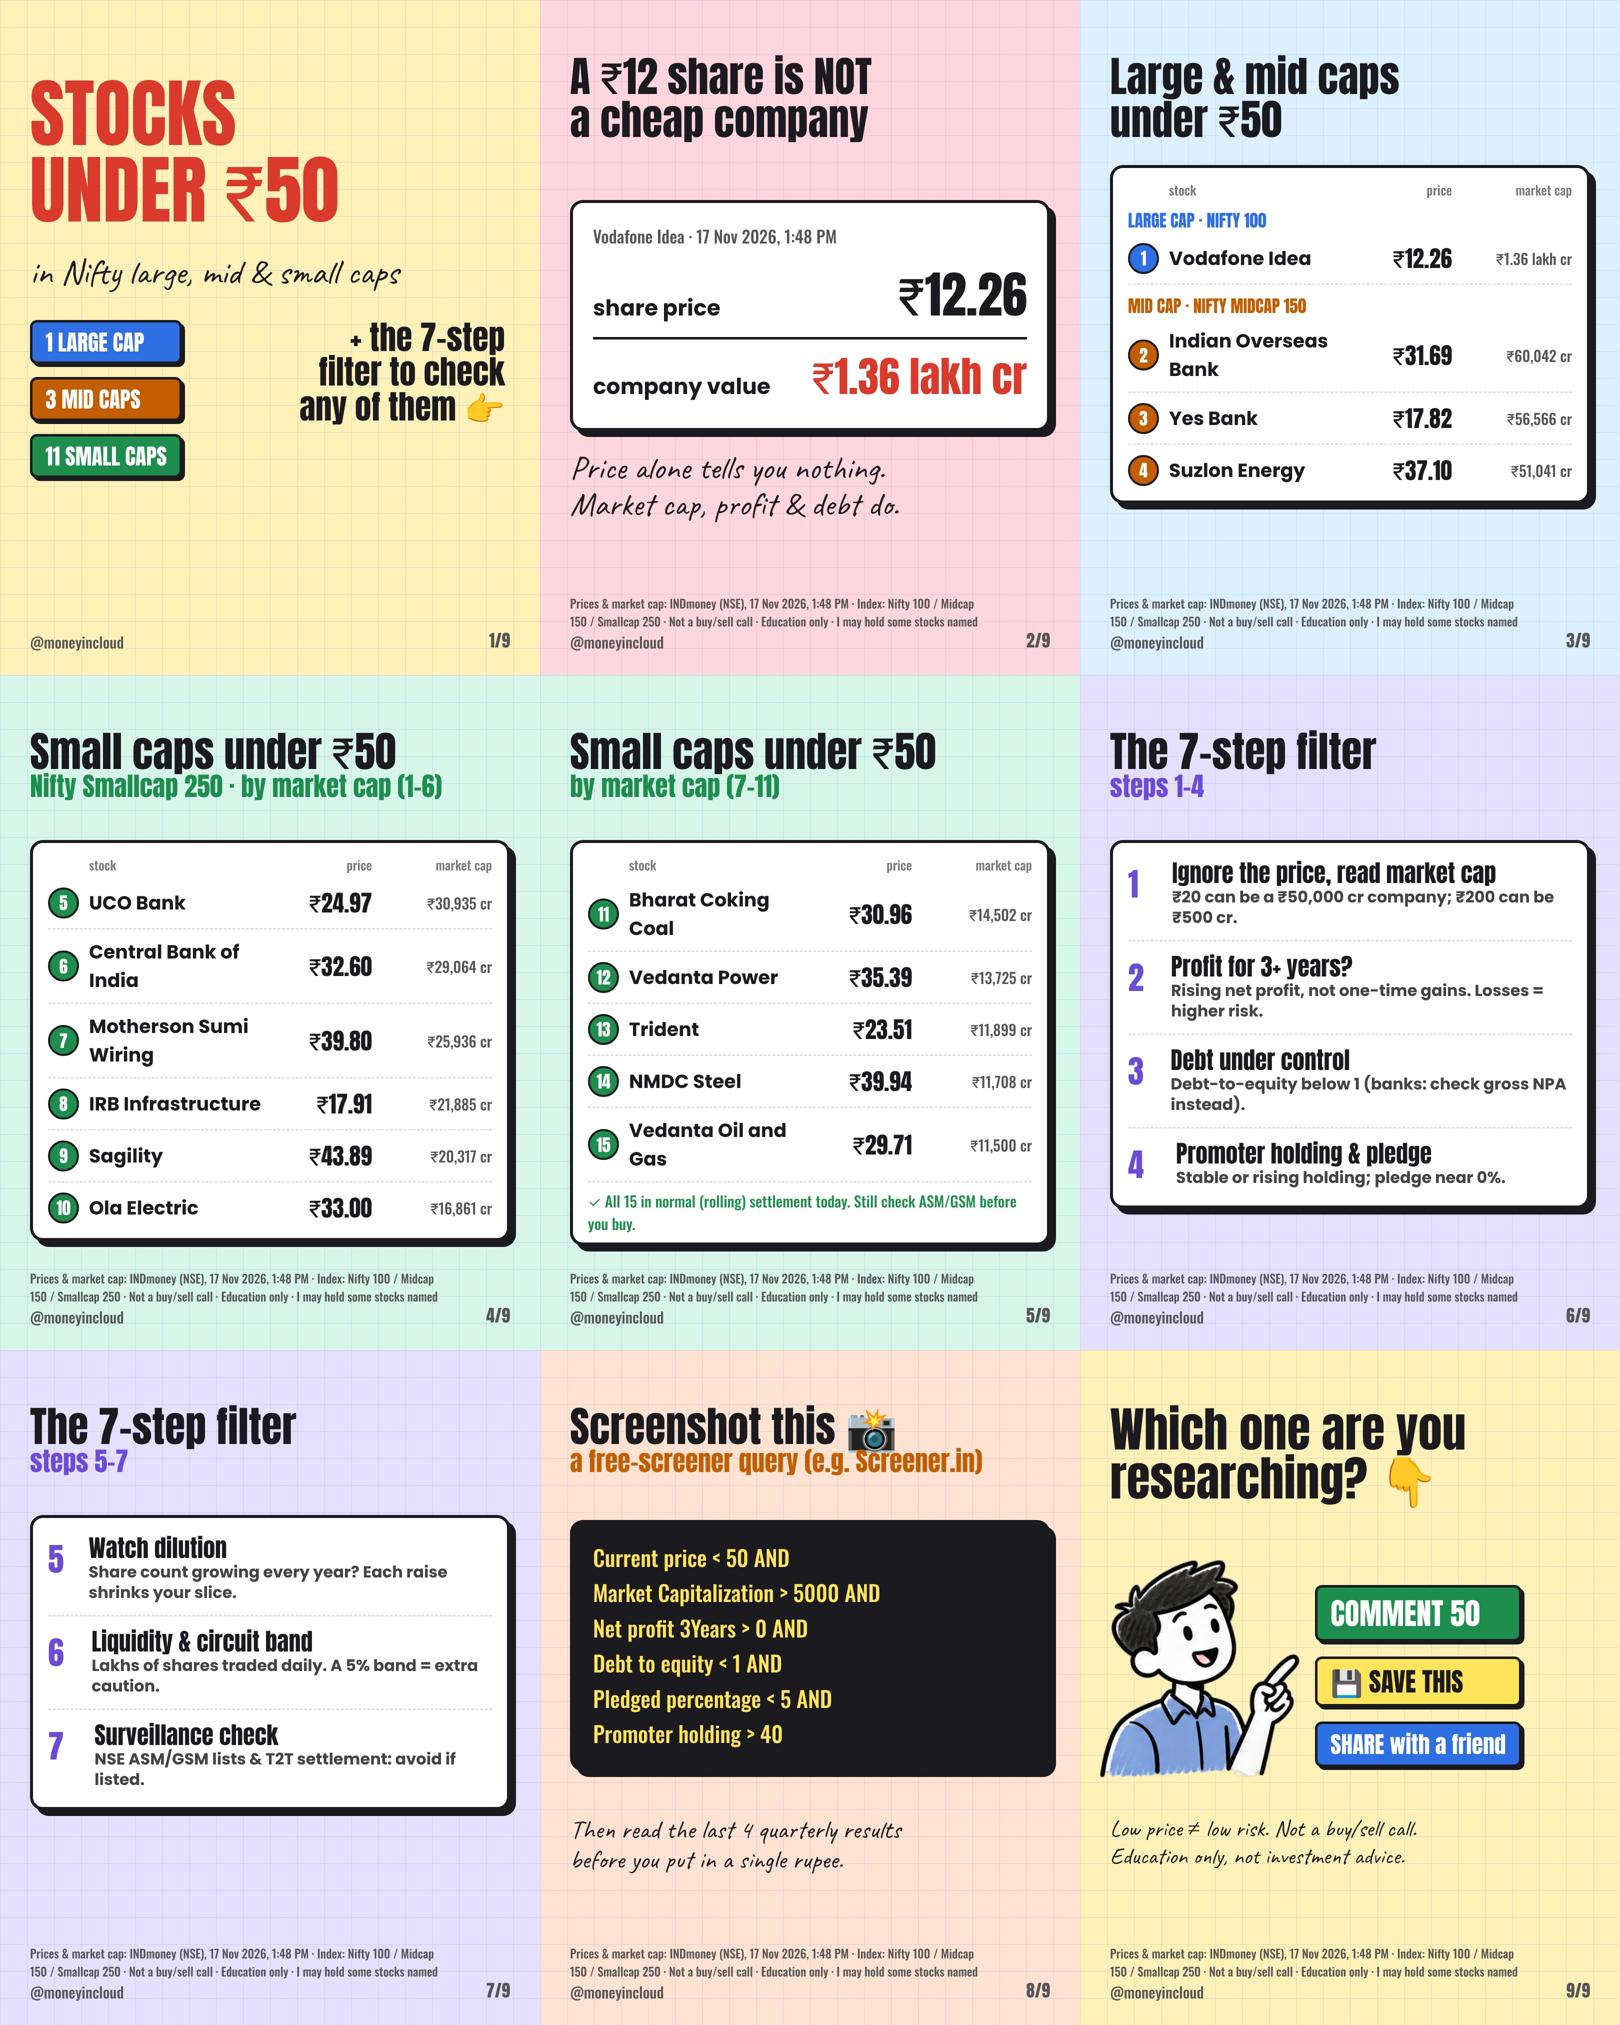 STOCKS
UNDER ₹50
in Nifty large, mid & small caps
1 LARGE CAP
3 MID CAPS
11 SMALL CAPS
+ the 7-step
filter to check
any of them 👉
@moneyincloud
1/9
A ₹12 share is NOT
a cheap company
Vodafone Idea · 17 Nov 2026, 1:48 PM
share price ₹12.26
company value ₹1.36 lakh cr
Price alone tells you nothing.
Market cap, profit & debt do.
Prices & market cap: INDmoney (NSE), 17 Nov 2026, 1:48 PM · Index: Nifty 100 / Midcap
150 / Smallcap 250 · Not a buy/sell call · Education only · I may hold some stocks named
@moneyincloud
2/9
Large & mid caps
under ₹50
stock price market cap
LARGE CAP · NIFTY 100
1 Vodafone Idea ₹12.26 ₹1.36 lakh cr
MID CAP · NIFTY MIDCAP 150
2 Indian Overseas
Bank ₹31.69 ₹60,042 cr
3 Yes Bank ₹17.82 ₹56,566 cr
4 Suzlon Energy ₹37.10 ₹51,041 cr
Prices & market cap: INDmoney (NSE), 17 Nov 2026, 1:48 PM · Index: Nifty 100 / Midcap
150 / Smallcap 250 · Not a buy/sell call · Education only · I may hold some stocks named
@moneyincloud
3/9
Small caps under ₹50
Nifty Smallcap 250 · by market cap (1-6)
stock price market cap
5 UCO Bank ₹24.97 ₹30,935 cr
6 Central Bank of
India ₹32.60 ₹29,064 cr
7 Motherson Sumi
Wiring ₹39.80 ₹25,936 cr
8 IRB Infrastructure ₹17.91 ₹21,885 cr
9 Sagility ₹43.89 ₹20,317 cr
10 Ola Electric ₹33.00 ₹16,861 cr
Prices & market cap: INDmoney (NSE), 17 Nov 2026, 1:48 PM · Index: Nifty 100 / Midcap
150 / Smallcap 250 · Not a buy/sell call · Education only · I may hold some stocks named
@moneyincloud
4/9
Small caps under ₹50
by market cap (7-11)
stock price market cap
11 Bharat Coking
Coal ₹30.96 ₹14,502 cr
12 Vedanta Power ₹35.39 ₹13,725 cr
13 Trident ₹23.51 ₹11,899 cr
14 NMDC Steel ₹39.94 ₹11,708 cr
15 Vedanta Oil and
Gas ₹29.71 ₹11,500 cr
✓ All 15 in normal (rolling) settlement today. Still check ASM/GSM before
you buy.
Prices & market cap: INDmoney (NSE), 17 Nov 2026, 1:48 PM · Index: Nifty 100 / Midcap
150 / Smallcap 250 · Not a buy/sell call · Education only · I may hold some stocks named
@moneyincloud
5/9
The 7-step filter
steps 1-4
1 Ignore the price, read market cap
₹20 can be a ₹50,000 cr company; ₹200 can be
₹500 cr.
2 Profit for 3+ years?
Rising net profit, not one-time gains. Losses =
higher risk.
3 Debt under control
Debt-to-equity below 1 (banks: check gross NPA
instead).
4 Promoter holding & pledge
Stable or rising holding; pledge near 0%.
Prices & market cap: INDmoney (NSE), 17 Nov 2026, 1:48 PM · Index: Nifty 100 / Midcap
150 / Smallcap 250 · Not a buy/sell call · Education only · I may hold some stocks named
@moneyincloud
6/9
The 7-step filter
steps 5-7
5 Watch dilution
Share count growing every year? Each raise
shrinks your slice.
6 Liquidity & circuit band
Lakhs of shares traded daily. A 5% band = extra
caution.
7 Surveillance check
NSE ASM/GSM lists & T2T settlement: avoid if
listed.
Prices & market cap: INDmoney (NSE), 17 Nov 2026, 1:48 PM · Index: Nifty 100 / Midcap
150 / Smallcap 250 · Not a buy/sell call · Education only · I may hold some stocks named
@moneyincloud
7/9
Screenshot this 📸
a free-screener query (e.g. Screener.in)
Current price < 50 AND
Market Capitalization > 5000 AND
Net profit 3Years > 0 AND
Debt to equity < 1 AND
Pledged percentage < 5 AND
Promoter holding > 40
Then read the last 4 quarterly results
before you put in a single rupee.
Prices & market cap: INDmoney (NSE), 17 Nov 2026, 1:48 PM · Index: Nifty 100 / Midcap
150 / Smallcap 250 · Not a buy/sell call · Education only · I may hold some stocks named
@moneyincloud
8/9
Which one are you
researching? 👇
COMMENT 50
💾 SAVE THIS
SHARE with a friend
Low price ≠ low risk. Not a buy/sell call.
Education only, not investment advice.
Prices & market cap: INDmoney (NSE), 17 Nov 2026, 1:48 PM · Index: Nifty 100 / Midcap
150 / Smallcap 250 · Not a buy/sell call · Education only · I may hold some stocks named
@moneyincloud
9/9